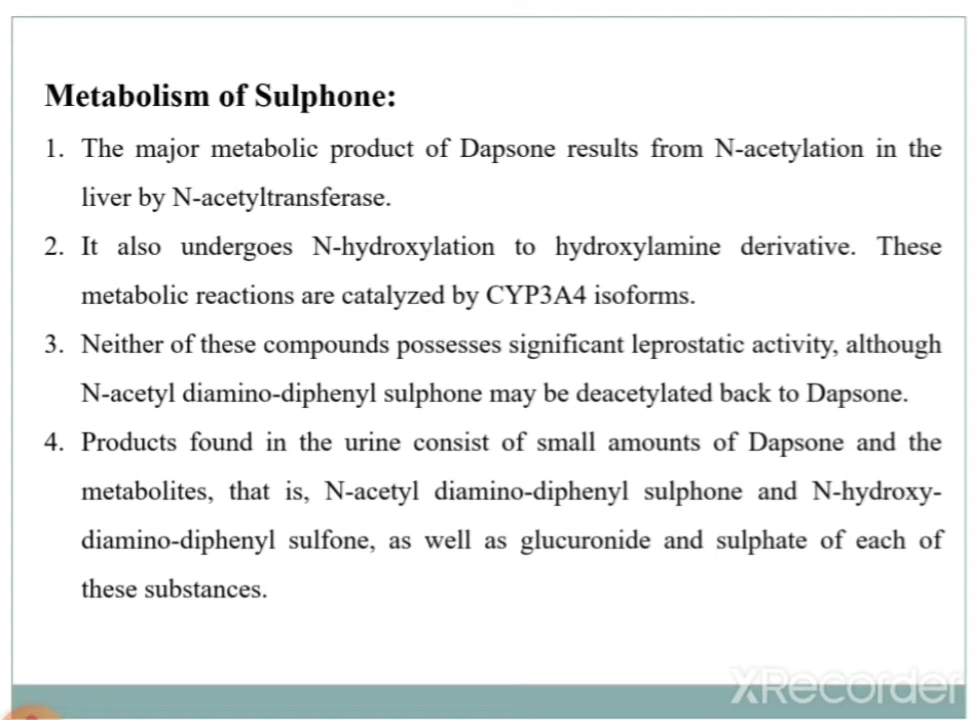 Metabolism of Sulphone:
1. The major metabolic product of Dapsone results from N-acetylation in the
liver by N-acetyltransferase.
2. It also undergoes N-hydroxylation to hydroxylamine derivative. These
metabolic reactions are catalyzed by CYP3A4 isoforms.
3. Neither of these compounds possesses significant leprostatic activity, although
N-acetyl diamino-diphenyl sulphone may be deacetylated back to Dapsone.
4. Products found in the urine consist of small amounts of Dapsone and the
metabolites, that is, N-acetyl diamino-diphenyl sulphone and N-hydroxy-
diamino-diphenyl sulfone, as well as glucuronide and sulphate of each of
these substances.
XRecorder